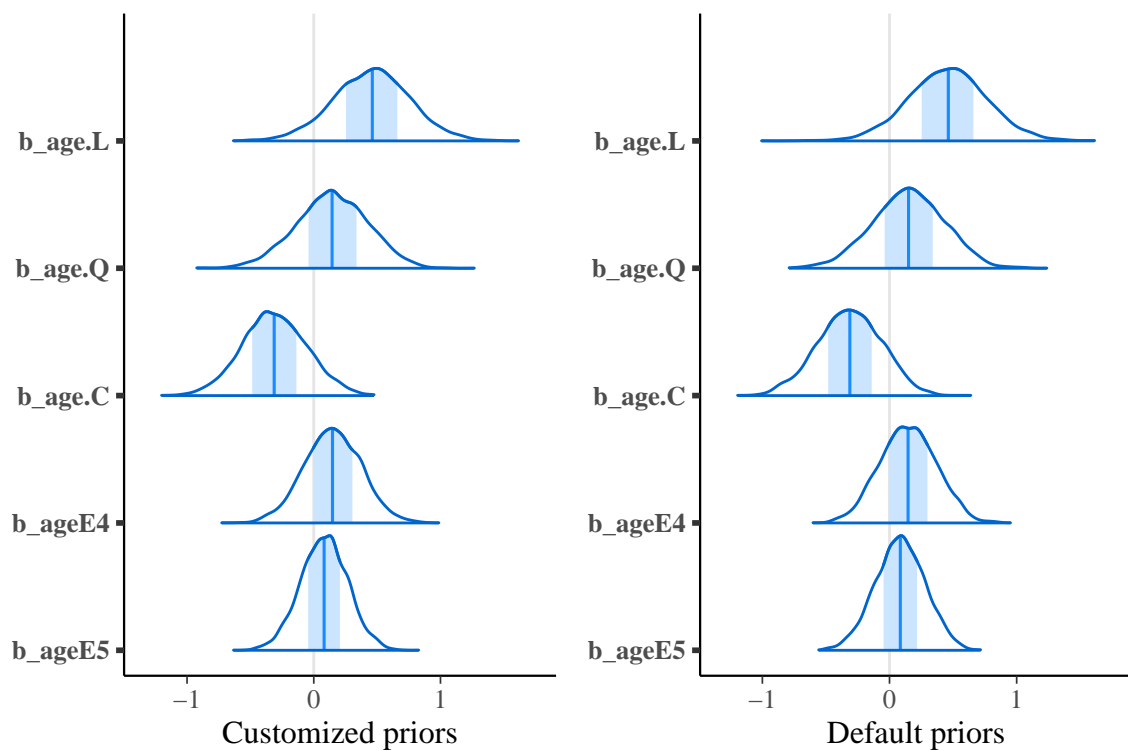 b_age.L
b_age.Q
b_age.C
b_ageE4
b_ageE5
−1 0 1
Customized priors
b_age.L
b_age.Q
b_age.C
b_ageE4
b_ageE5
−1 0 1
Default priors